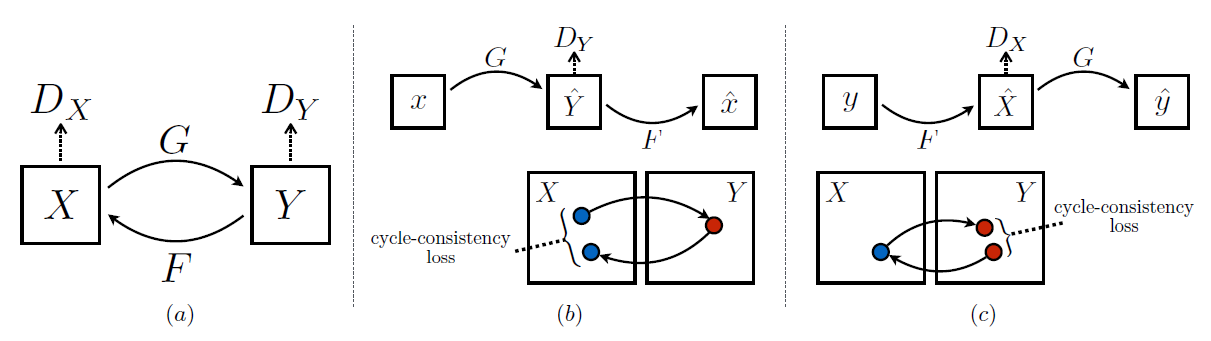 D_X
D_Y
G
X
Y
F
(a)
D_Y
G
x
Ŷ
x̂
F
X
Y
cycle-consistency
loss
(b)
D_X
G
y
X̂
ŷ
F
X
Y
cycle-consistency
loss
(c)